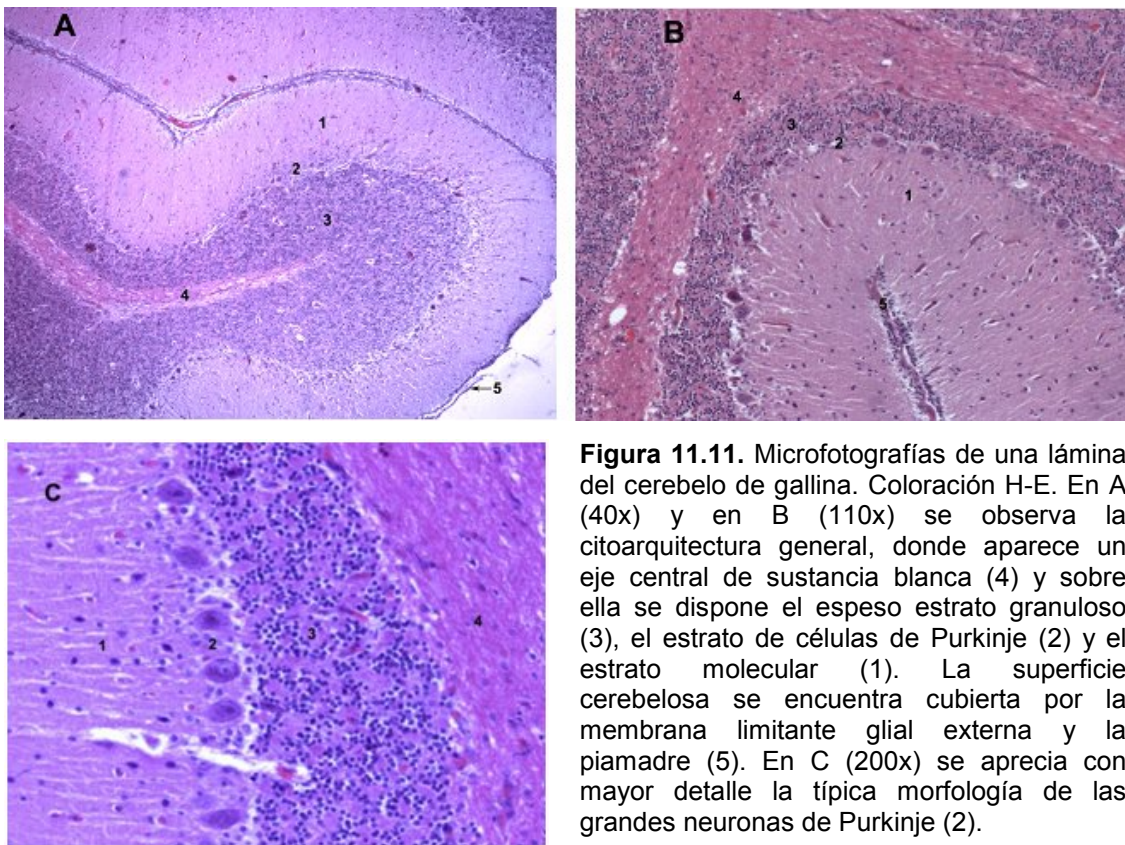 A
1
2
3
4
5
B
4
3
2
1
5
C
1
2
3
4
Figura 11.11. Microfotografías de una lámina
del cerebelo de gallina. Coloración H-E. En A
(40x) y en B (110x) se observa la
citoarquitectura general, donde aparece un
eje central de sustancia blanca (4) y sobre
ella se dispone el espeso estrato granuloso
(3), el estrato de células de Purkinje (2) y el
estrato molecular (1). La superficie
cerebelosa se encuentra cubierta por la
membrana limitante glial externa y la
piamadre (5). En C (200x) se aprecia con
mayor detalle la típica morfología de las
grandes neuronas de Purkinje (2).